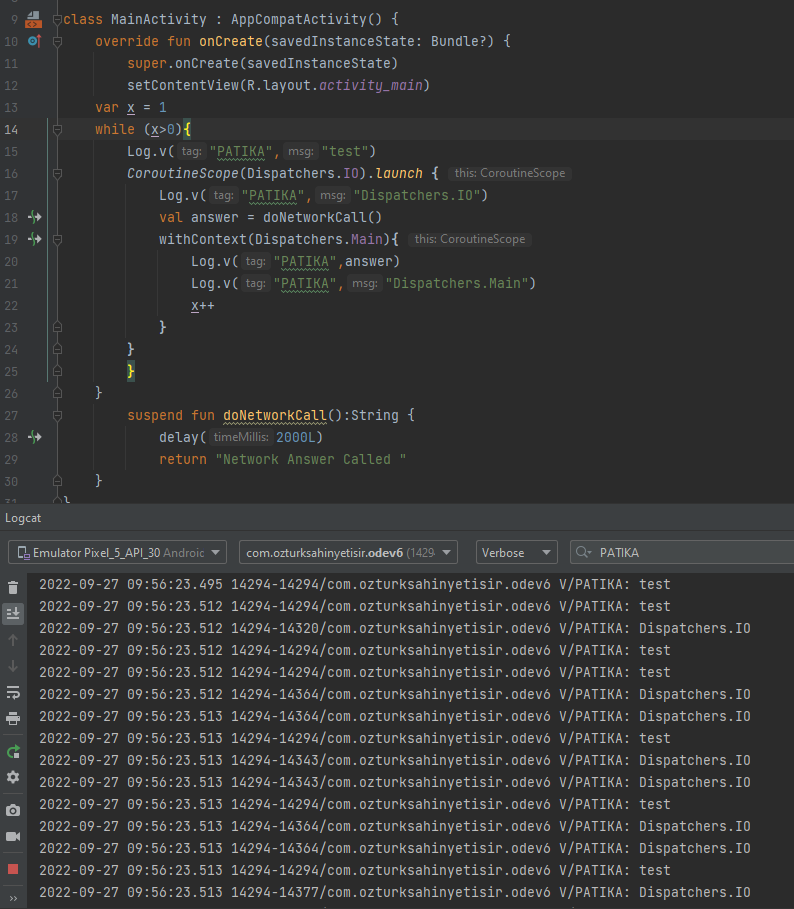 9 class MainActivity : AppCompatActivity() {
10 override fun onCreate(savedInstanceState: Bundle?) {
11 super.onCreate(savedInstanceState)
12 setContentView(R.layout.activity_main)
13 var x = 1
14 while (x>0){
15 Log.v( tag: "PATIKA", msg: "test")
16 CoroutineScope(Dispatchers.IO).launch { this: CoroutineScope
17 Log.v( tag: "PATIKA", msg: "Dispatchers.IO")
18 val answer = doNetworkCall()
19 withContext(Dispatchers.Main){ this: CoroutineScope
20 Log.v( tag: "PATIKA",answer)
21 Log.v( tag: "PATIKA", msg: "Dispatchers.Main")
22 x++
23 }
24 }
25 }
26 }
27 suspend fun doNetworkCall():String {
28 delay( timeMillis: 2000L)
29 return "Network Answer Called "
30 }
31 }
Logcat
Emulator Pixel_5_API_30 Androic com.ozturksahinyetisir.odev6 (1429 Verbose PATIKA
2022-09-27 09:56:23.495 14294-14294/com.ozturksahinyetisir.odev6 V/PATIKA: test
2022-09-27 09:56:23.512 14294-14294/com.ozturksahinyetisir.odev6 V/PATIKA: test
2022-09-27 09:56:23.512 14294-14320/com.ozturksahinyetisir.odev6 V/PATIKA: Dispatchers.IO
2022-09-27 09:56:23.512 14294-14294/com.ozturksahinyetisir.odev6 V/PATIKA: test
2022-09-27 09:56:23.512 14294-14294/com.ozturksahinyetisir.odev6 V/PATIKA: test
2022-09-27 09:56:23.512 14294-14364/com.ozturksahinyetisir.odev6 V/PATIKA: Dispatchers.IO
2022-09-27 09:56:23.513 14294-14364/com.ozturksahinyetisir.odev6 V/PATIKA: Dispatchers.IO
2022-09-27 09:56:23.513 14294-14294/com.ozturksahinyetisir.odev6 V/PATIKA: test
2022-09-27 09:56:23.513 14294-14343/com.ozturksahinyetisir.odev6 V/PATIKA: Dispatchers.IO
2022-09-27 09:56:23.513 14294-14343/com.ozturksahinyetisir.odev6 V/PATIKA: Dispatchers.IO
2022-09-27 09:56:23.513 14294-14294/com.ozturksahinyetisir.odev6 V/PATIKA: test
2022-09-27 09:56:23.513 14294-14364/com.ozturksahinyetisir.odev6 V/PATIKA: Dispatchers.IO
2022-09-27 09:56:23.513 14294-14364/com.ozturksahinyetisir.odev6 V/PATIKA: Dispatchers.IO
2022-09-27 09:56:23.513 14294-14294/com.ozturksahinyetisir.odev6 V/PATIKA: test
2022-09-27 09:56:23.513 14294-14377/com.ozturksahinyetisir.odev6 V/PATIKA: Dispatchers.IO